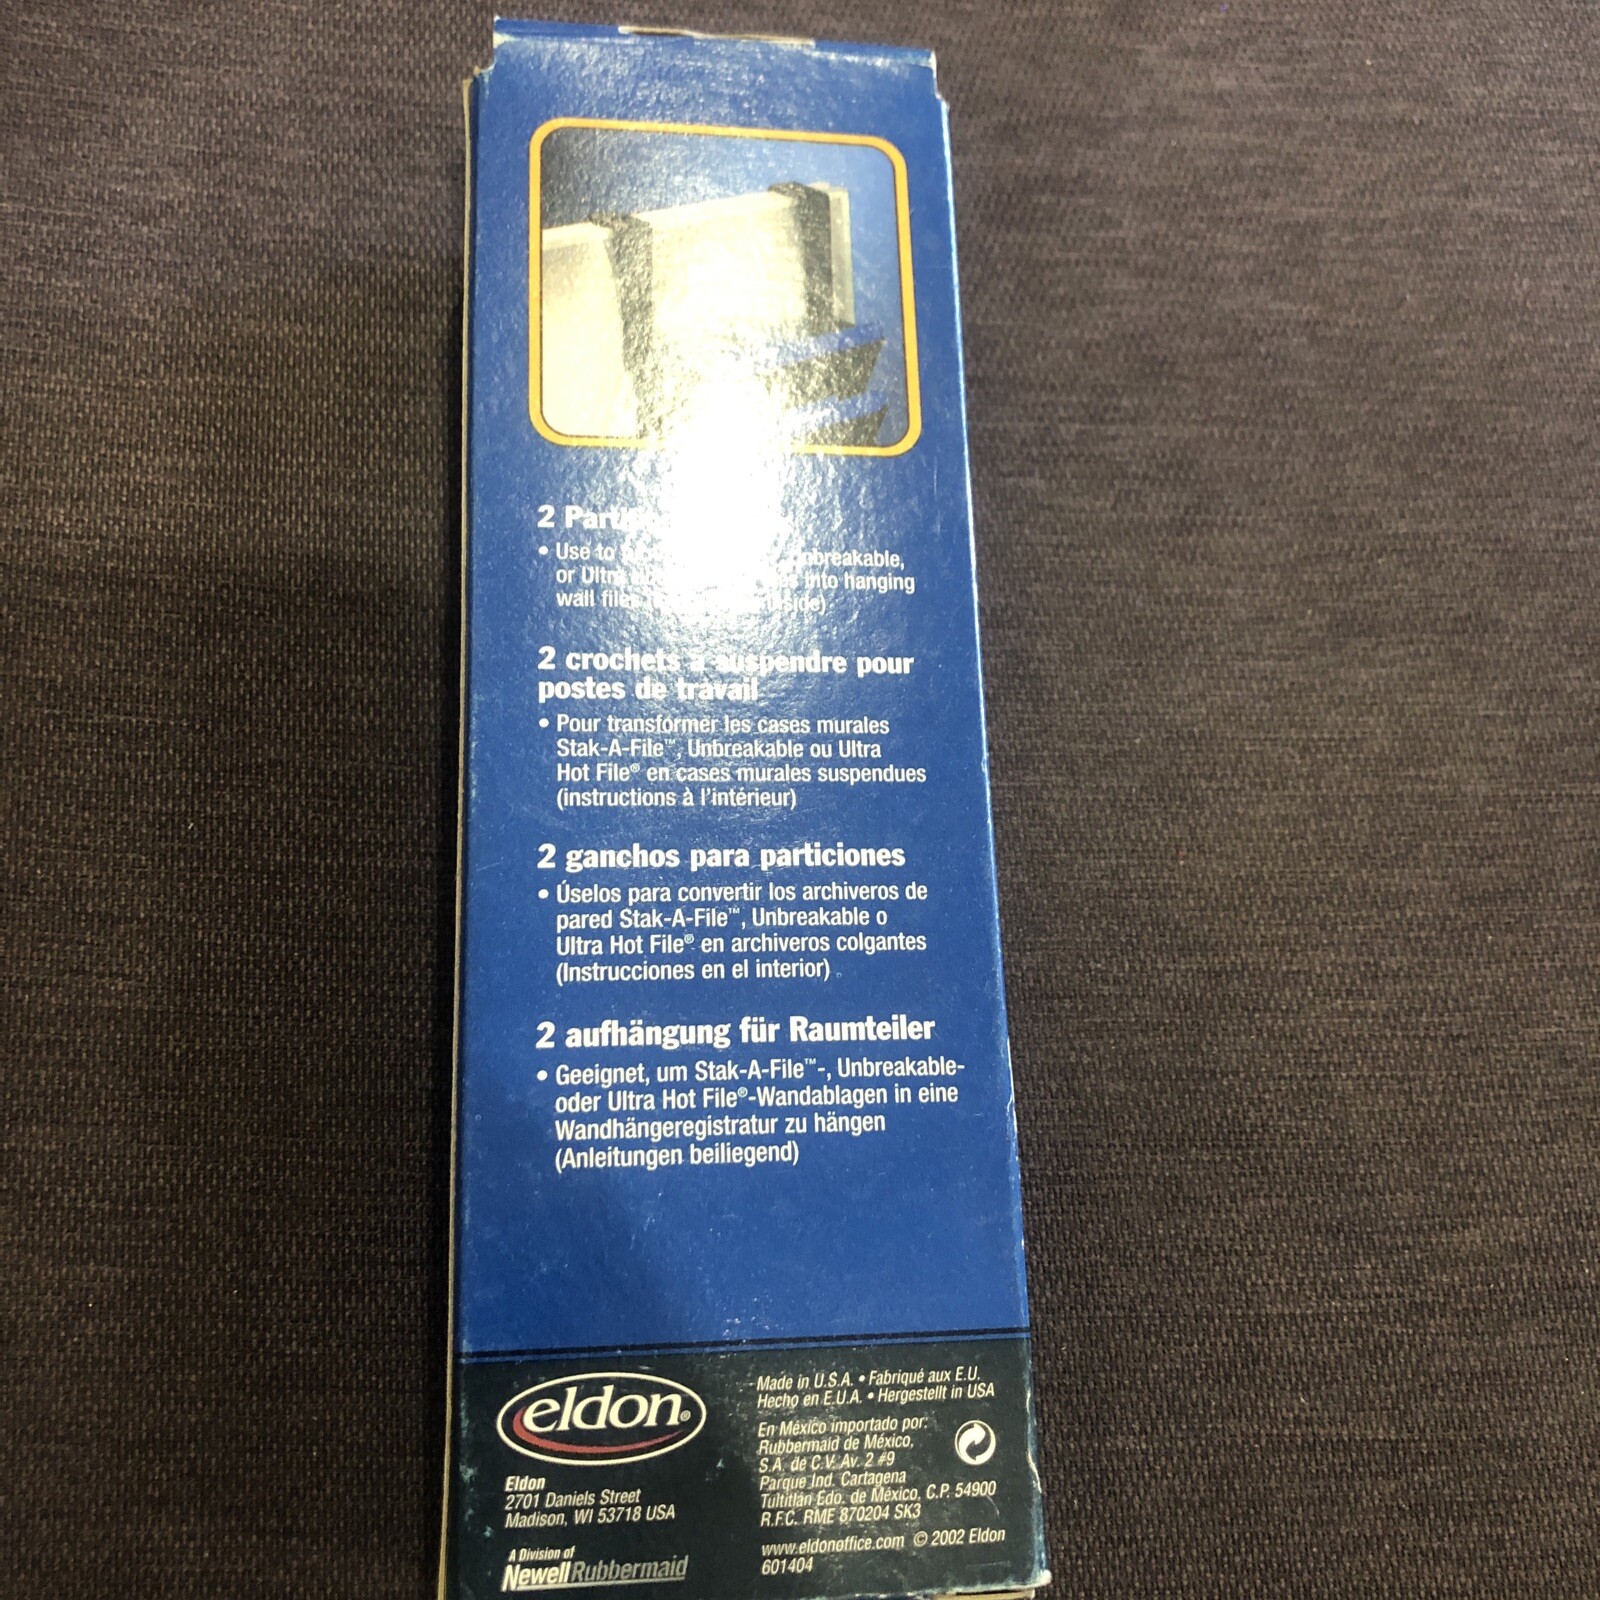 2
• Use to unbreakable,
or Ultra into hanging
wall files
2 crochets à suspendre pour
postes de travail
• Pour transformer les cases murales
Stak-A-File™, Unbreakable ou Ultra
Hot File® en cases murales suspendues
(instructions à l'intérieur)
2 ganchos para particiones
• Úselos para convertir los archiveros de
pared Stak-A-File™, Unbreakable o
Ultra Hot File® en archiveros colgantes
(Instrucciones en el interior)
2 aufhängung für Raumteiler
• Geeignet, um Stak-A-File™-, Unbreakable-
oder Ultra Hot File®-Wandablagen in eine
Wandhängeregistratur zu hängen
(Anleitungen beiliegend)
eldon®
Eldon
2701 Daniels Street
Madison, WI 53718 USA
A Division of
Newell Rubbermaid
Made in U.S.A. • Fabriqué aux E.U.
Hecho en E.U.A. • Hergestellt in USA
En México importado por:
Rubbermaid de México,
S.A. de C.V. Av. 2 #9
Parque Ind. Cartagena
Tultitlán Edo. de México, C.P. 54900
R.F.C. RME 870204 SK3
www.eldonoffice.com © 2002 Eldon
601404